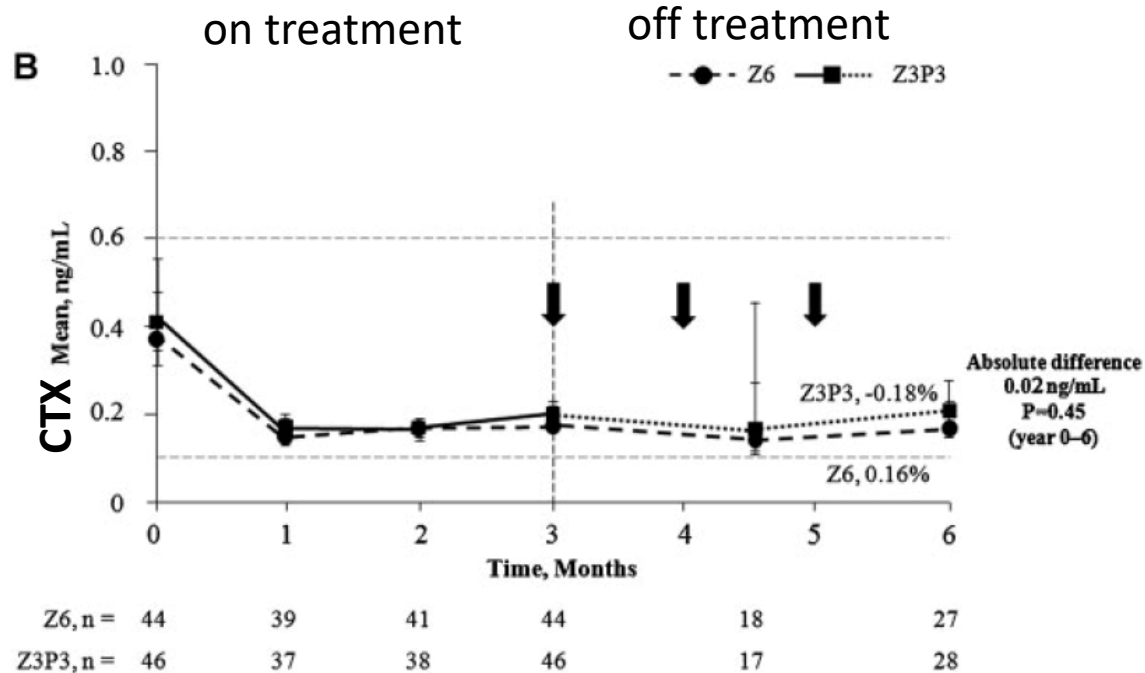 on treatment
off treatment
B
1.0
Z6
Z3P3
0.8
0.6
0.4
0.2
0
CTX Mean, ng/mL
Z3P3, -0.18%
Z6, 0.16%
Absolute difference
0.02 ng/mL
P=0.45
(year 0–6)
0 1 2 3 4 5 6
Time, Months
Z6, n = 44 39 41 44 18 27
Z3P3, n = 46 37 38 46 17 28